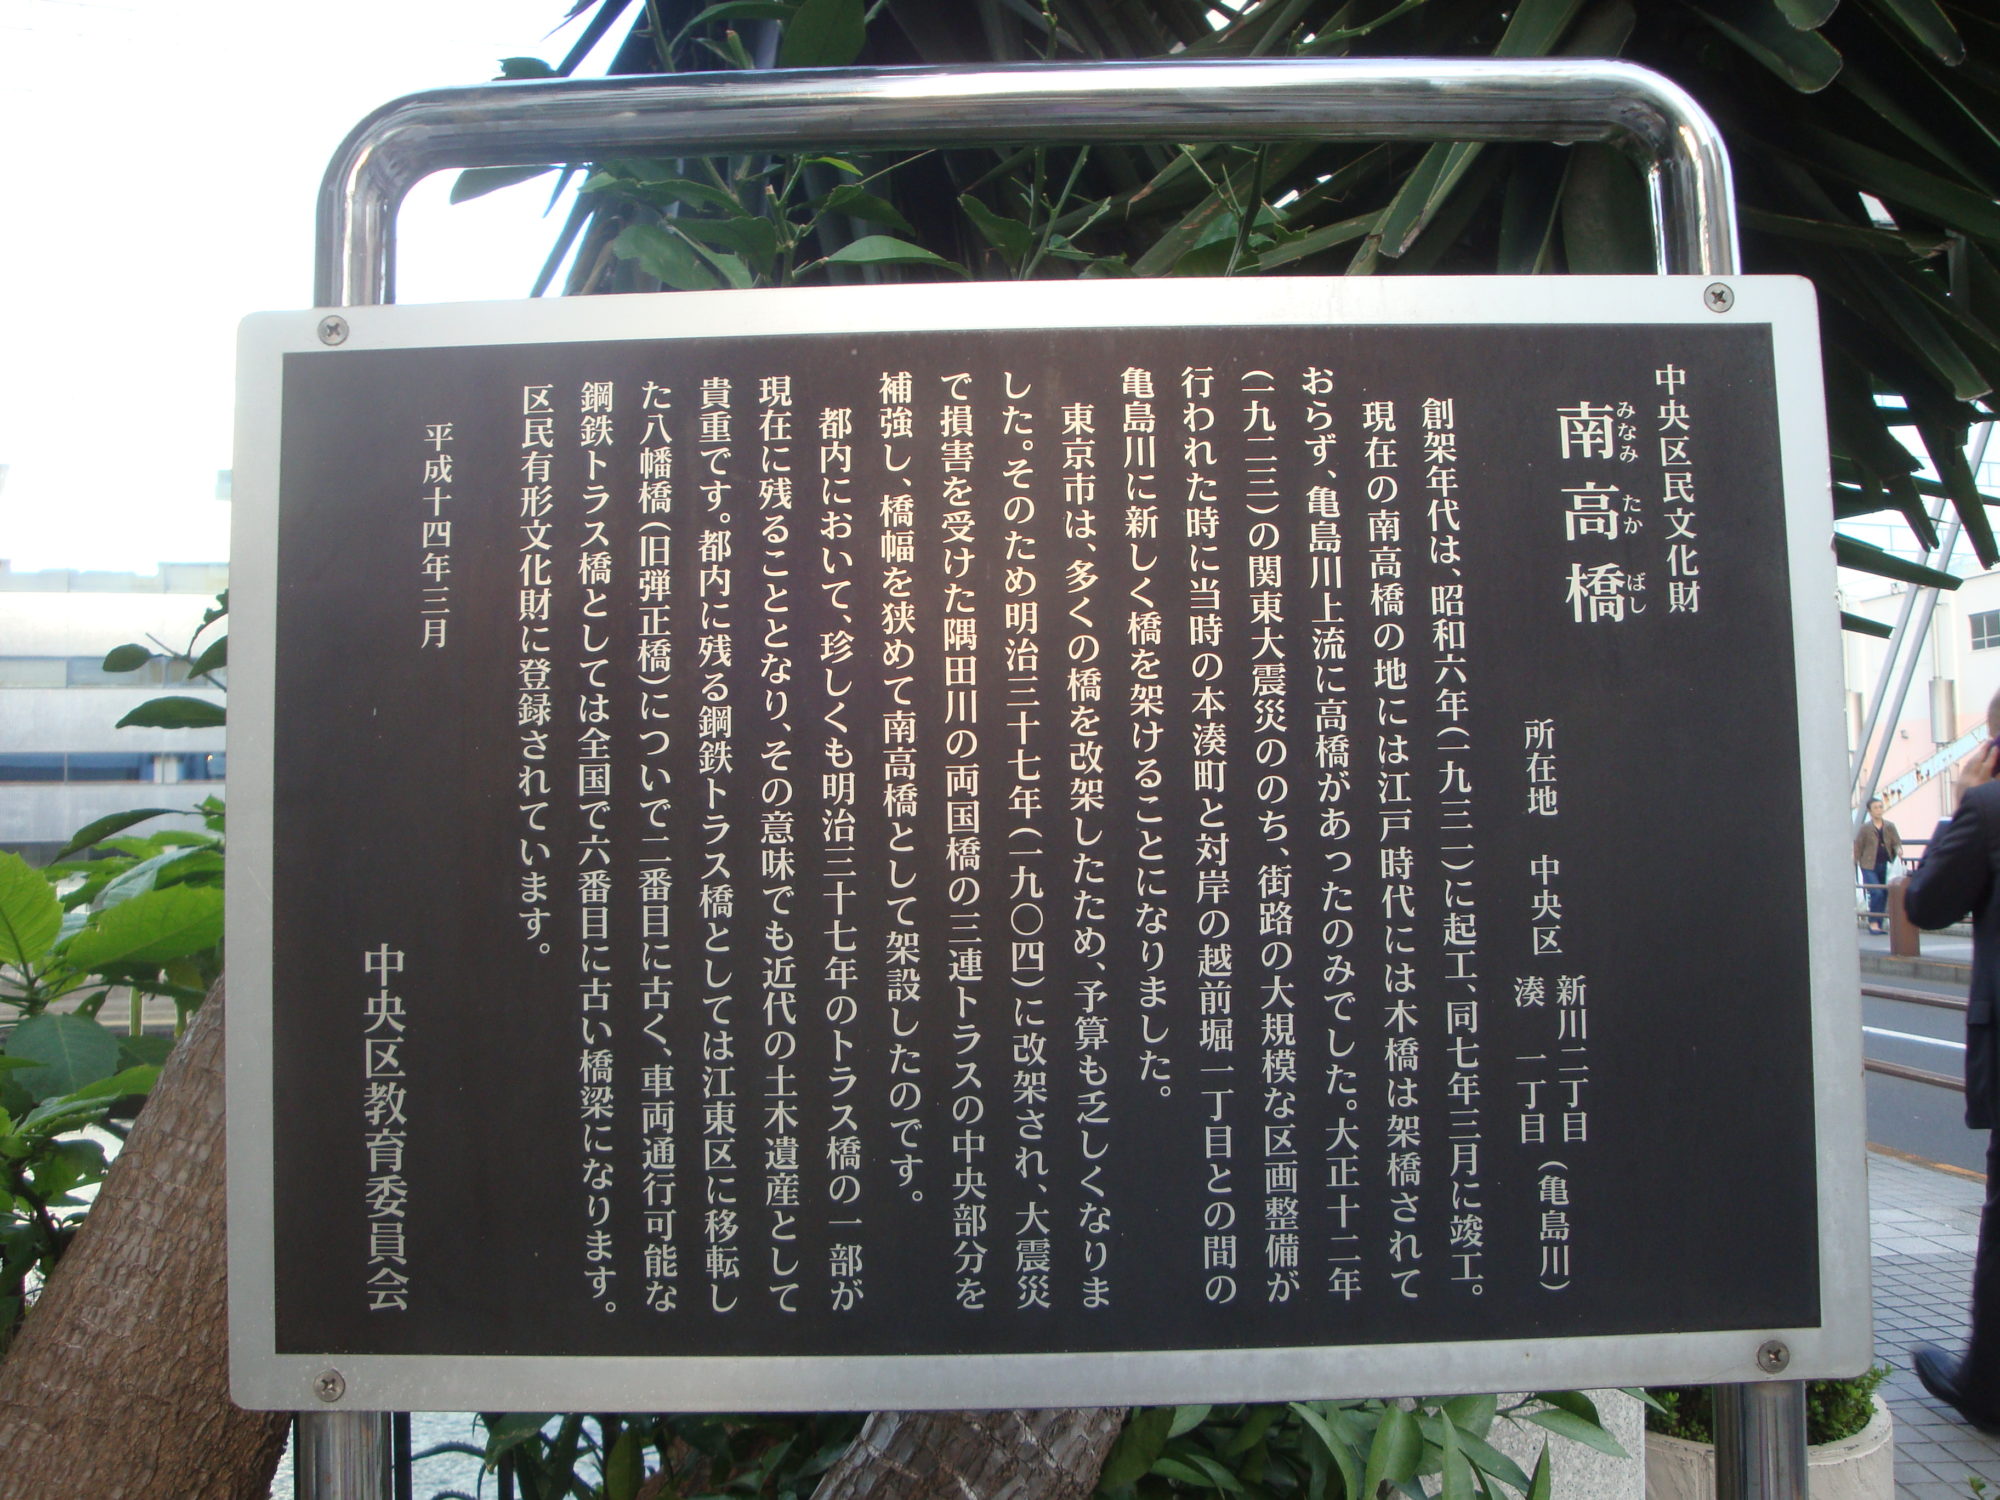 中央区民文化財
南高橋
みなみ たか ばし
所在地 中央区 新川二丁目
湊 一丁目 (亀島川)
創架年代は、昭和六年(一九三一)に起工、同七年三月に竣工。
現在の南高橋の地には江戸時代には木橋は架橋されて
おらず、亀島川上流に高橋があったのみでした。大正十二年
(一九二三)の関東大震災ののち、街路の大規模な区画整備が
行われた時に当時の本湊町と対岸の越前堀一丁目との間の
亀島川に新しく橋を架けることになりました。
東京市は、多くの橋を改架したため、予算も乏しくなりま
した。そのため明治三十七年(一九〇四)に改架され、大震災
で損害を受けた隅田川の両国橋の三連トラスの中央部分を
補強し、橋幅を狭めて南高橋として架設したのです。
都内において、珍しくも明治三十七年のトラス橋の一部が
現在に残ることとなり、その意味でも近代の土木遺産として
貴重です。都内に残る鋼鉄トラス橋としては江東区に移転し
た八幡橋(旧弾正橋)についで二番目に古く、車両通行可能な
鋼鉄トラス橋としては全国で六番目に古い橋梁になります。
区民有形文化財に登録されています。
平成十四年三月
中央区教育委員会